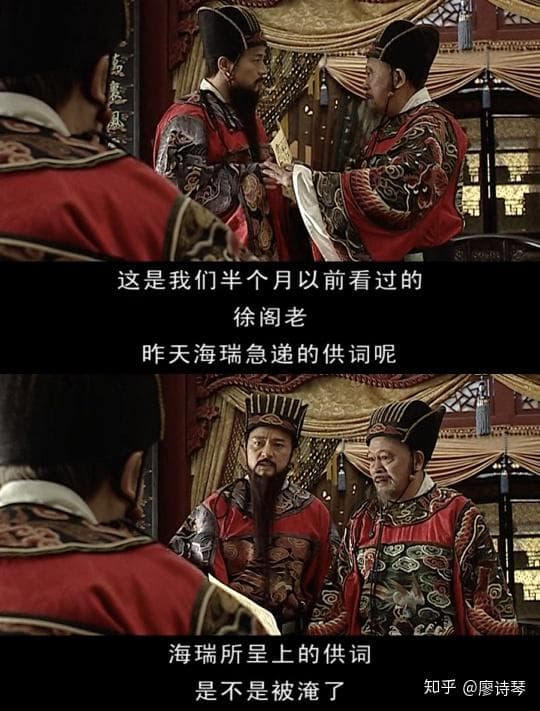 这是我们半个月以前看过的
徐阁老
昨天海瑞急递的供词呢
海瑞所呈上的供词
是不是被淹了
知乎 @廖诗琴